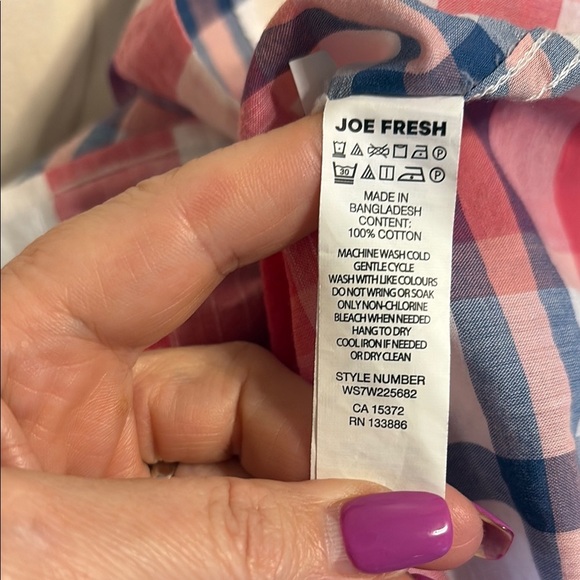 JOE FRESH
P
30 P
MADE IN
BANGLADESH
CONTENT:
100% COTTON
MACHINE WASH COLD
GENTLE CYCLE
WASH WITH LIKE COLOURS
DO NOT WRING OR SOAK
ONLY NON-CHLORINE
BLEACH WHEN NEEDED
HANG TO DRY
COOL IRON IF NEEDED
OR DRY CLEAN
STYLE NUMBER
WS7W225682
CA 15372
RN 133886